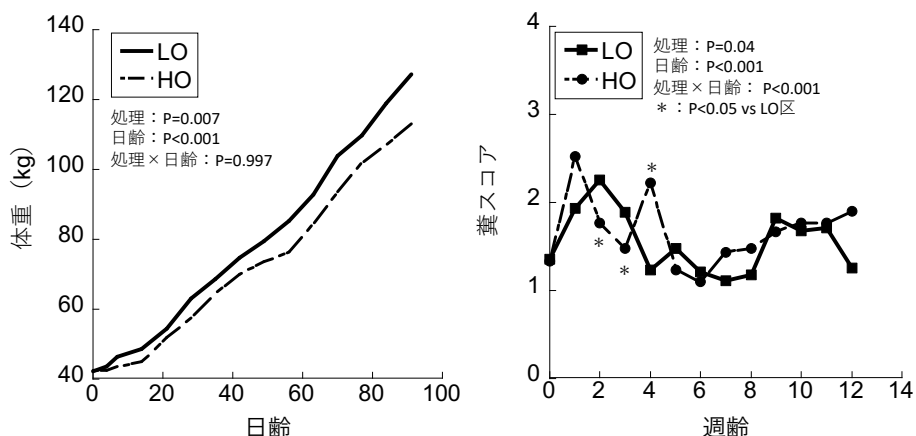 140
120
100
80
60
40
0
20
40
60
80
100
体重（kg）
日齢
LO
HO
処理：P=0.007
日齢：P<0.001
処理×日齢：P=0.997
4
3
2
1
0
0
2
4
6
8
10
12
14
糞スコア
週齢
LO
HO
処理：P=0.04
日齢：P<0.001
処理×日齢： P<0.001
＊：P<0.05 vs LO区
＊
＊
＊